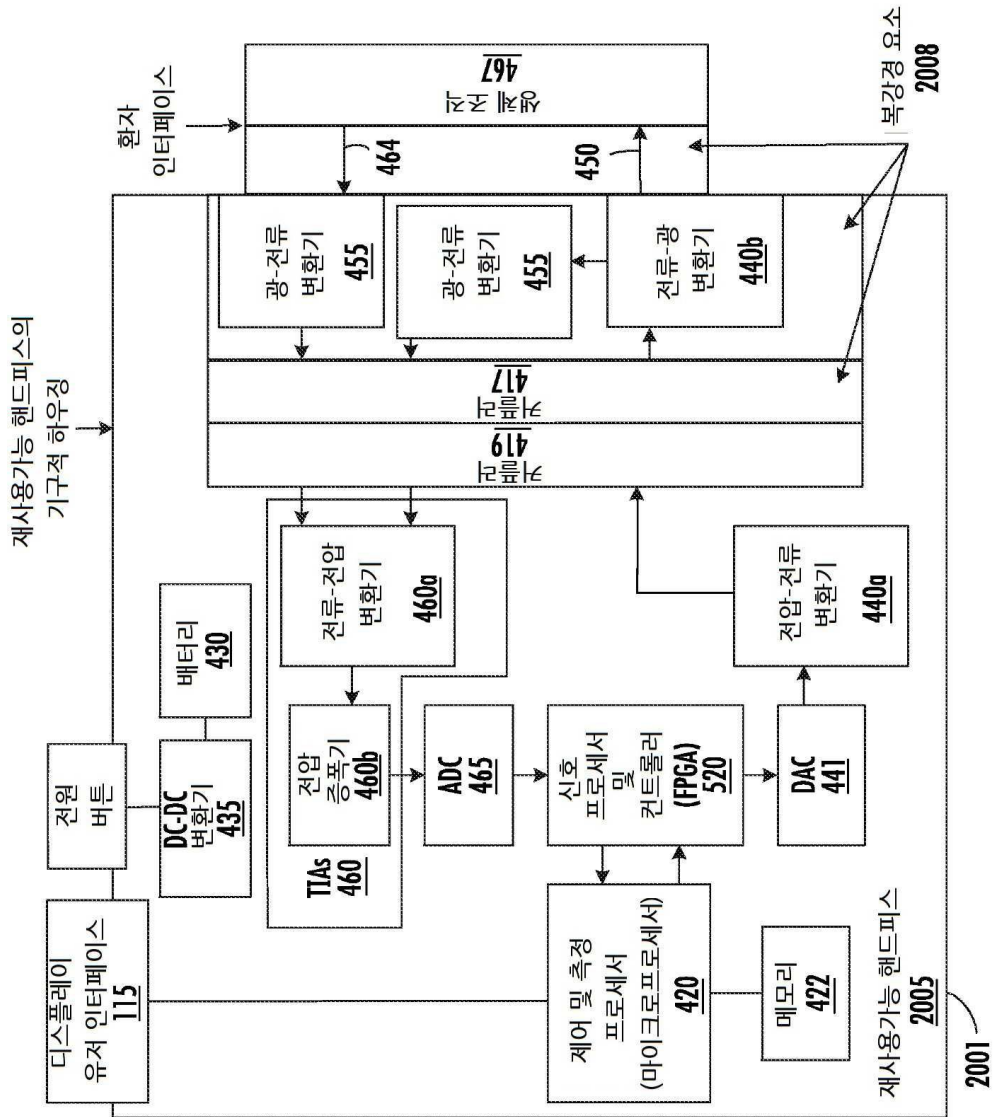 재사용가능 핸드피스의
기구적 하우징
환자
인터페이스
디스플레이
유저 인터페이스
115
전원
버튼
DC-DC
변환기
435
배터리
430
TIAs
460
전압
증폭기
460b
전류-전압
변환기
460a
ADC
465
제어 및 측정
프로세서
(마이크로프로세서)
420
메모리
422
신호
프로세서
및
컨트롤러
(FPGA)
520
DAC
441
전압-전류
변환기
440a
커플러
419
커플러
417
광-전류
변환기
455
광-전류
변환기
455
전류-광
변환기
440b
464
450
생체 조직
467
복강경 요소
2008
재사용가능 핸드피스
2005
2001